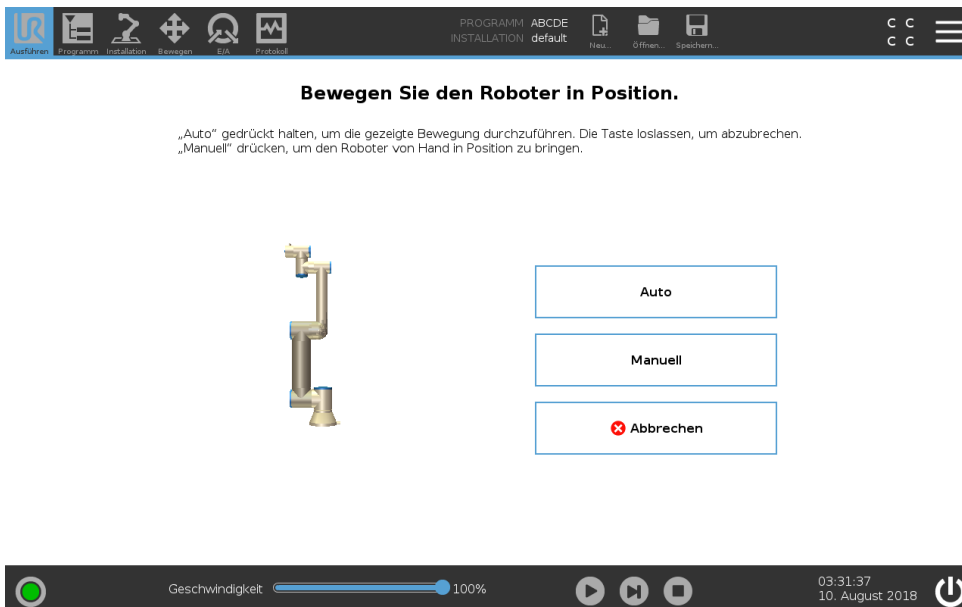 UR
Ausführen Programm Installation Bewegen E/A Protokoll
PROGRAMM ABCDE
INSTALLATION default
Neu... Öffnen... Speichern...
C C
C C
Bewegen Sie den Roboter in Position.
„Auto“ gedrückt halten, um die gezeigte Bewegung durchzuführen. Die Taste loslassen, um abzubrechen.
„Manuell“ drücken, um den Roboter von Hand in Position zu bringen.
Auto
Manuell
Abbrechen
Geschwindigkeit 100%
03:31:37
10. August 2018